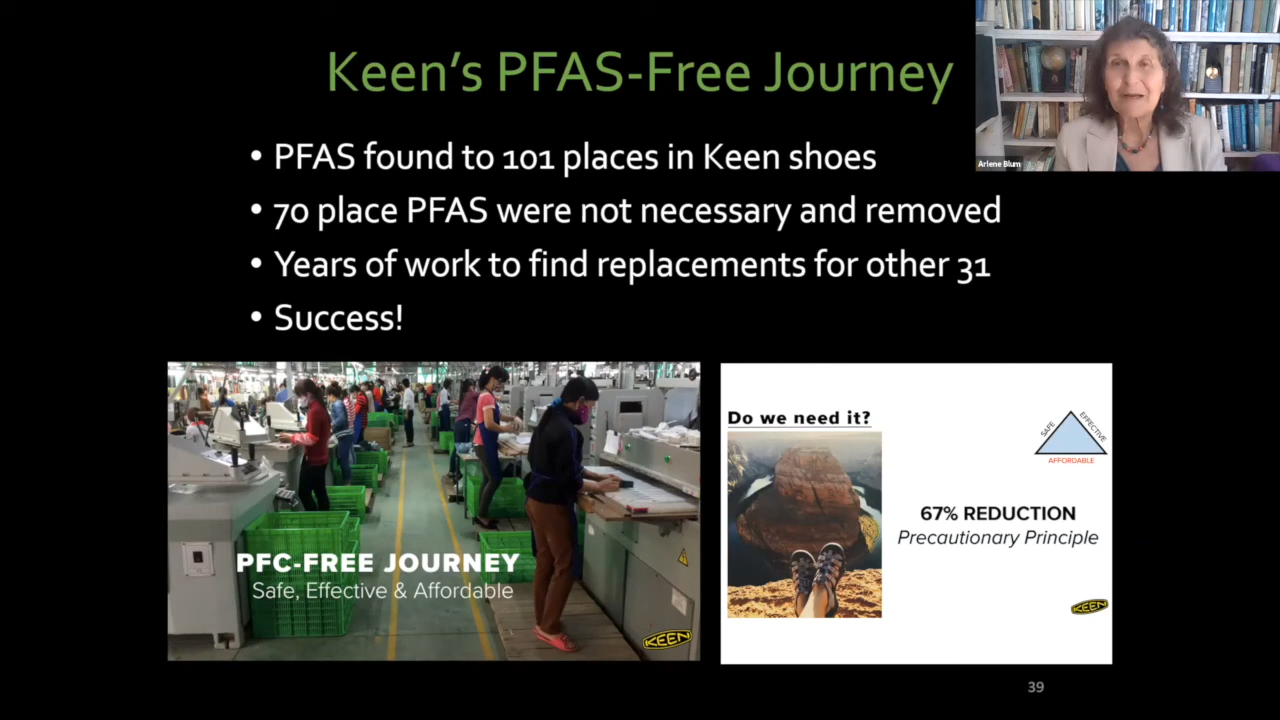 Keen's PFAS-Free Journey
Arlene Blum
• PFAS found to 101 places in Keen shoes
• 70 place PFAS were not necessary and removed
• Years of work to find replacements for other 31
• Success!
PFC-FREE JOURNEY
Safe, Effective & Affordable
KEEN
Do we need it?
SAFE
EFFECTIVE
AFFORDABLE
67% REDUCTION
Precautionary Principle
KEEN
39